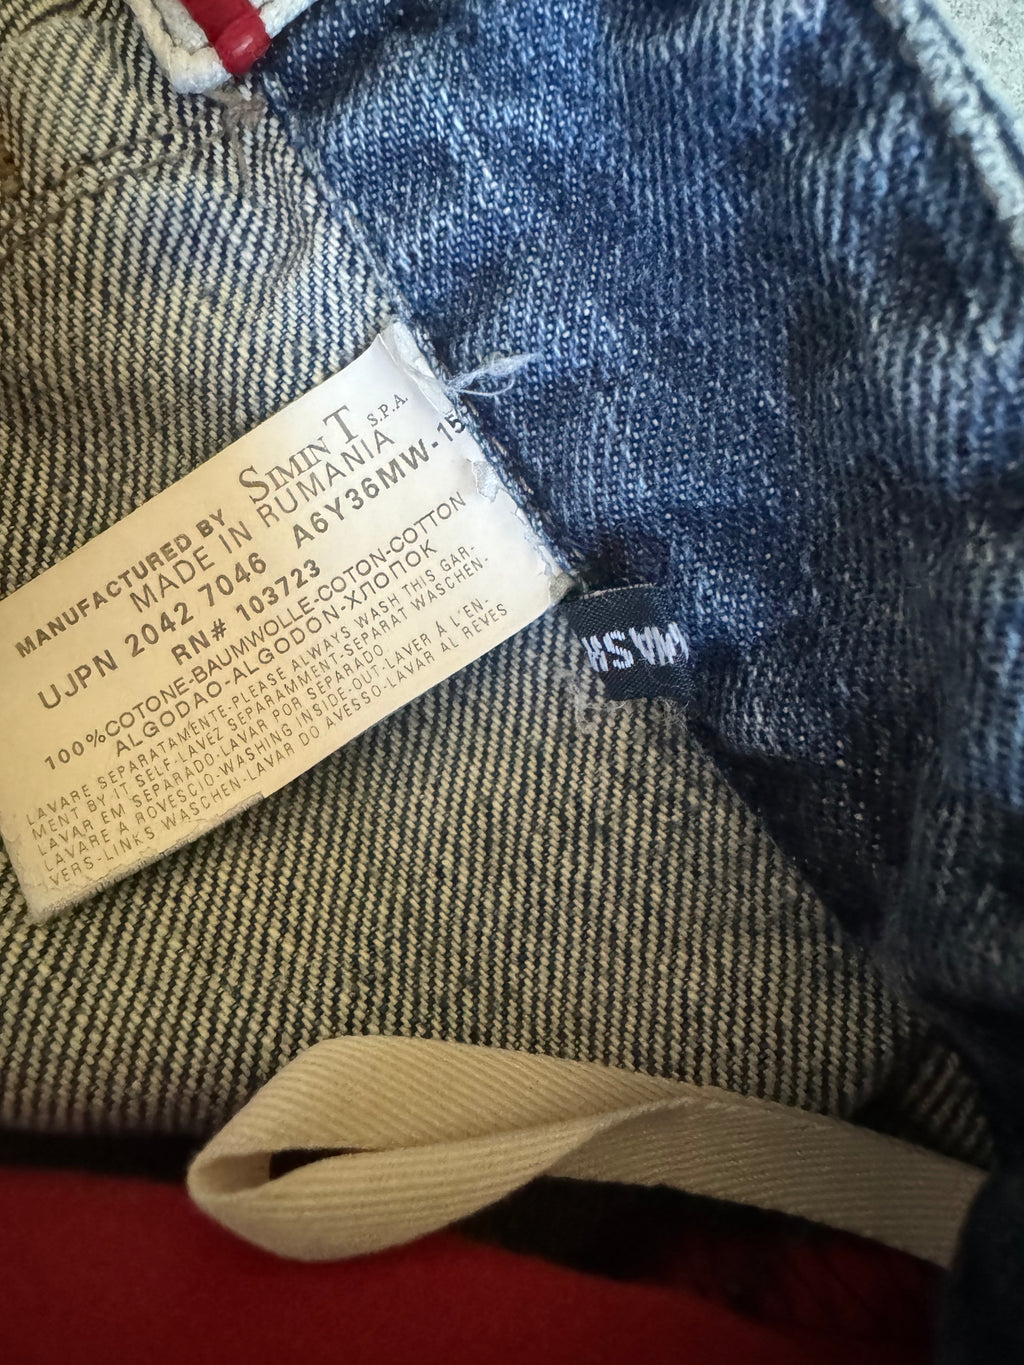 MANUFACTURED BY SIMINT S.P.A.
MADE IN RUMANIA
UJPN 2042 7046 A6Y36MW-15
RN# 103723
100%COTONE-BAUMWOLLE-COTON-COTTON
ALGODAO-ALGODON-ХЛОПОК
LAVARE SEPARATAMENTE-PLEASE ALWAYS WASH THIS GAR-
MENT BY IT SELF-LAVEZ SEPARAMMENT-SEPARAT WASCHEN-
LAVAR EM SEPARADO-LAVAR POR SEPARADO
LAVARE A ROVESCIO-WASHING INSIDE-OUT-LAVER À L'EN-
VERS-LINKS WASCHEN-LAVAR DO AVESSO-LAVAR AL REVES